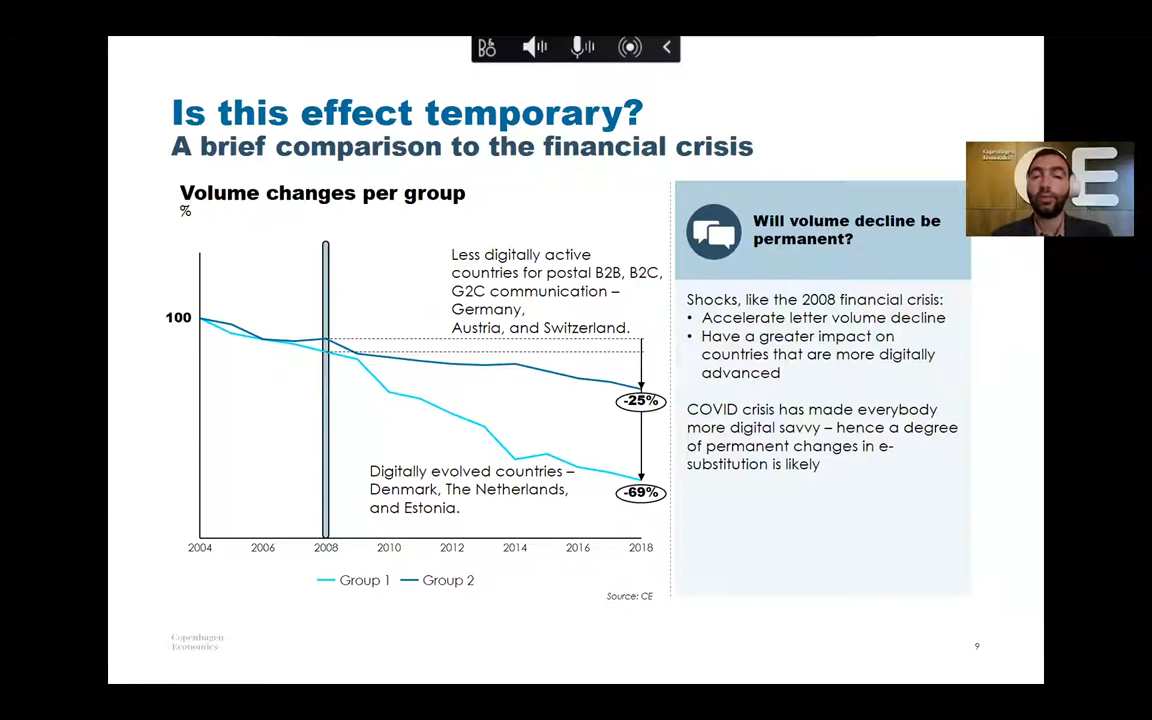 B&O
Is this effect temporary?
A brief comparison to the financial crisis
Volume changes per group
%
Less digitally active
countries for postal B2B, B2C,
G2C communication –
Germany,
Austria, and Switzerland.
100
-25%
-69%
Digitally evolved countries –
Denmark, The Netherlands,
and Estonia.
2004 2006 2008 2010 2012 2014 2016 2018
Group 1 Group 2
Source: CE
Will volume decline be
permanent?
Shocks, like the 2008 financial crisis:
• Accelerate letter volume decline
• Have a greater impact on
countries that are more digitally
advanced
COVID crisis has made everybody
more digital savvy – hence a degree
of permanent changes in e-
substitution is likely
Copenhagen
Economics
CE
Copenhagen
Economics
9